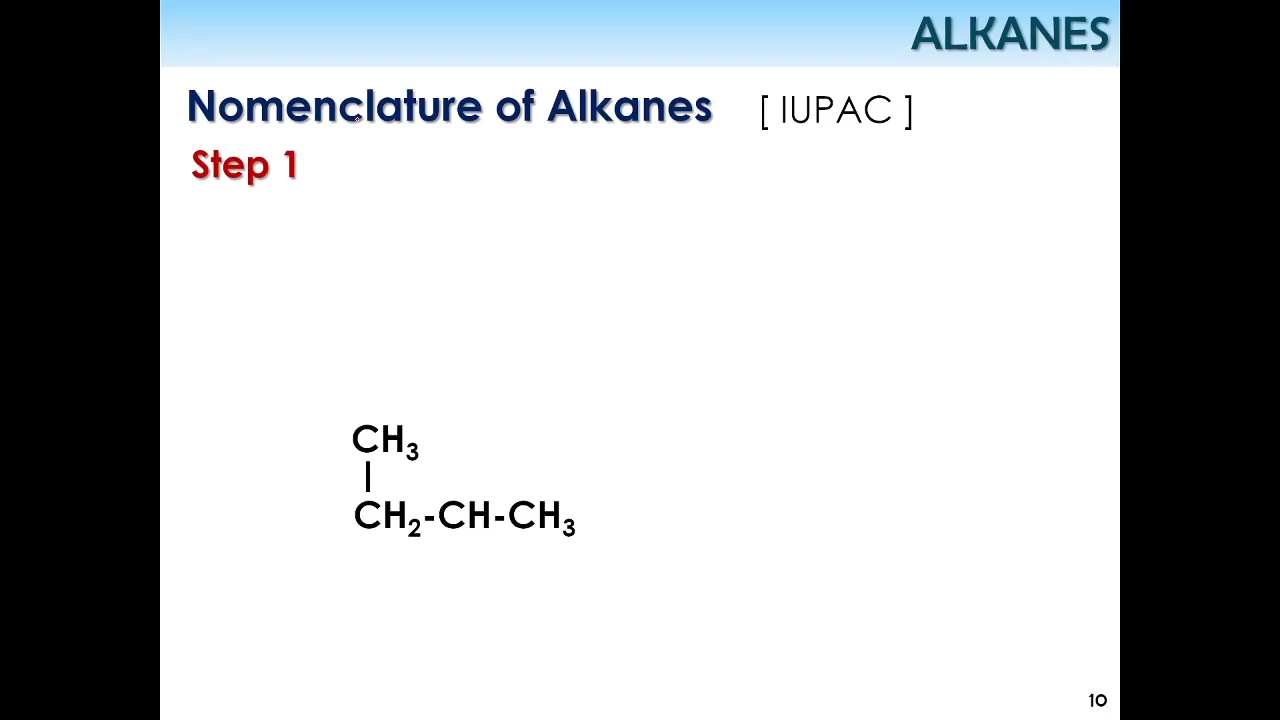 ALKANES
Nomenclature of Alkanes [ IUPAC ]
Step 1
CH₃
CH₂-CH-CH₃
10